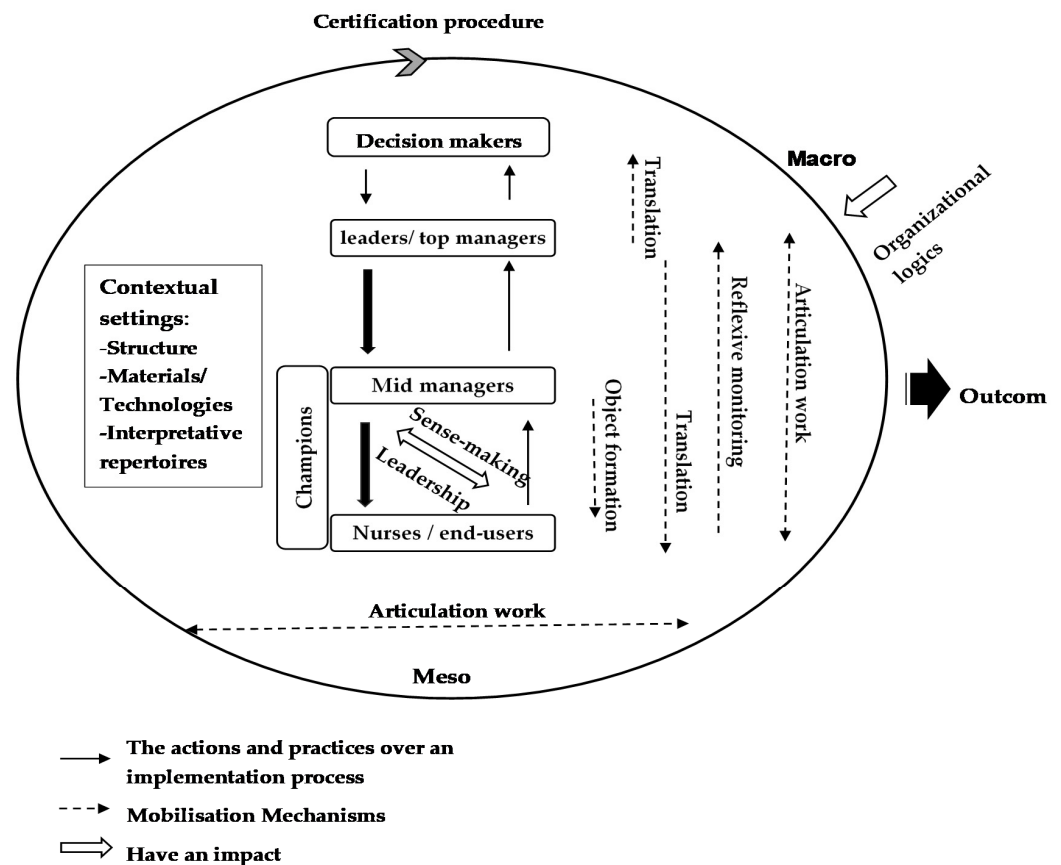 Certification procedure
Decision makers
Macro
Organizational
logics
Translation
leaders/ top managers
Contextual
settings:
-Structure
-Materials/
Technologies
-Interpretative
repertoires
Reflexive monitoring
Articulation work
Champions
Mid managers
Sense-making
Leadership
Object formation
Translation
Outcom
Nurses / end-users
Articulation work
Meso
The actions and practices over an
implementation process
Mobilisation Mechanisms
Have an impact